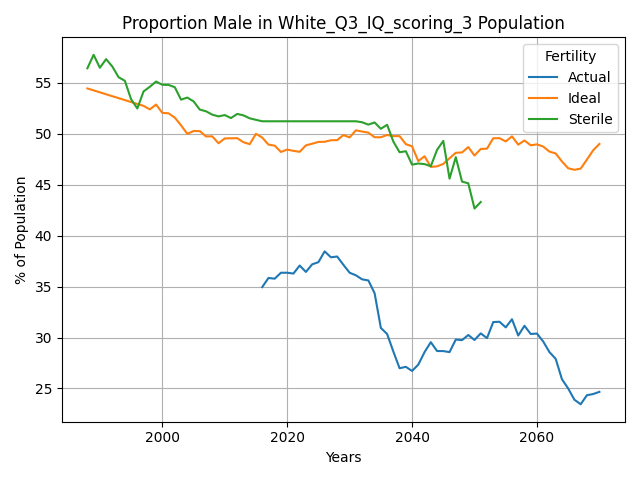 Proportion Male in White_Q3_IQ_scoring_3 Population
Fertility
Actual
Ideal
Sterile
% of Population
55
50
45
40
35
30
25
2000
2020
2040
2060
Years